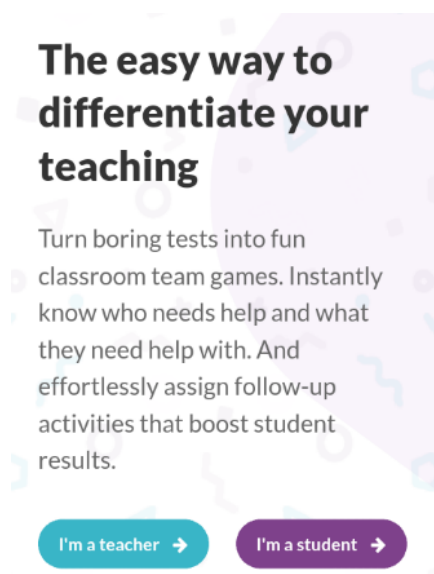 The easy way to
differentiate your
teaching
Turn boring tests into fun
classroom team games. Instantly
know who needs help and what
they need help with. And
effortlessly assign follow-up
activities that boost student
results.
I'm a teacher →
I'm a student →